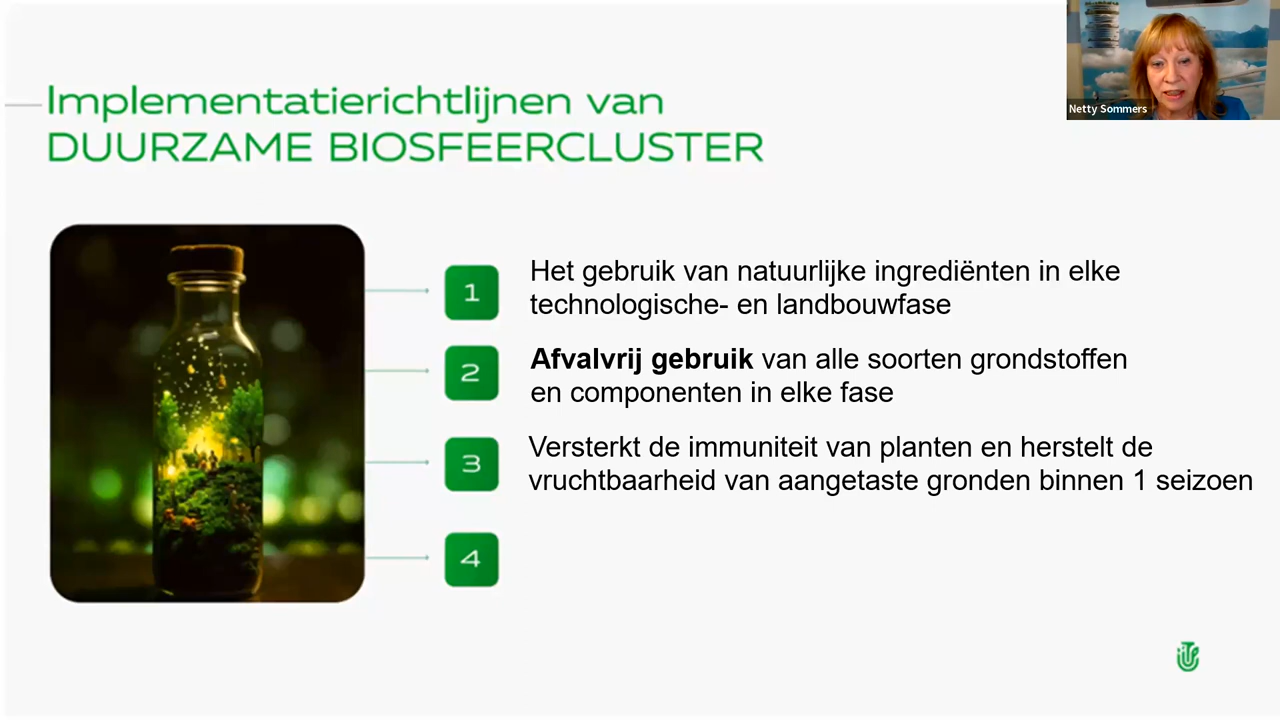 Netty Sommers
Implementatierichtlijnen van
DUURZAME BIOSFEERCLUSTER
1
Het gebruik van natuurlijke ingrediënten in elke
technologische- en landbouwfase
2
Afvalvrij gebruik van alle soorten grondstoffen
en componenten in elke fase
3
Versterkt de immuniteit van planten en herstelt de
vruchtbaarheid van aangetaste gronden binnen 1 seizoen
4